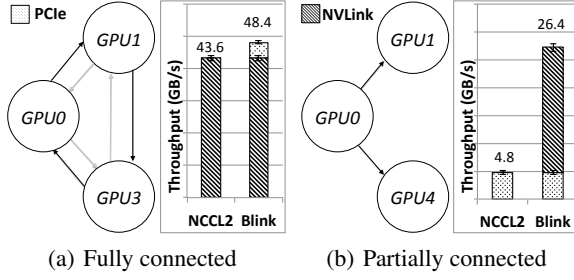 PCIe
GPU1
GPU0
GPU3
Throughput (GB/s)
43.6
48.4
NCCL2 Blink
(a) Fully connected
NVLink
GPU1
GPU0
GPU4
Throughput (GB/s)
4.8
26.4
NCCL2 Blink
(b) Partially connected